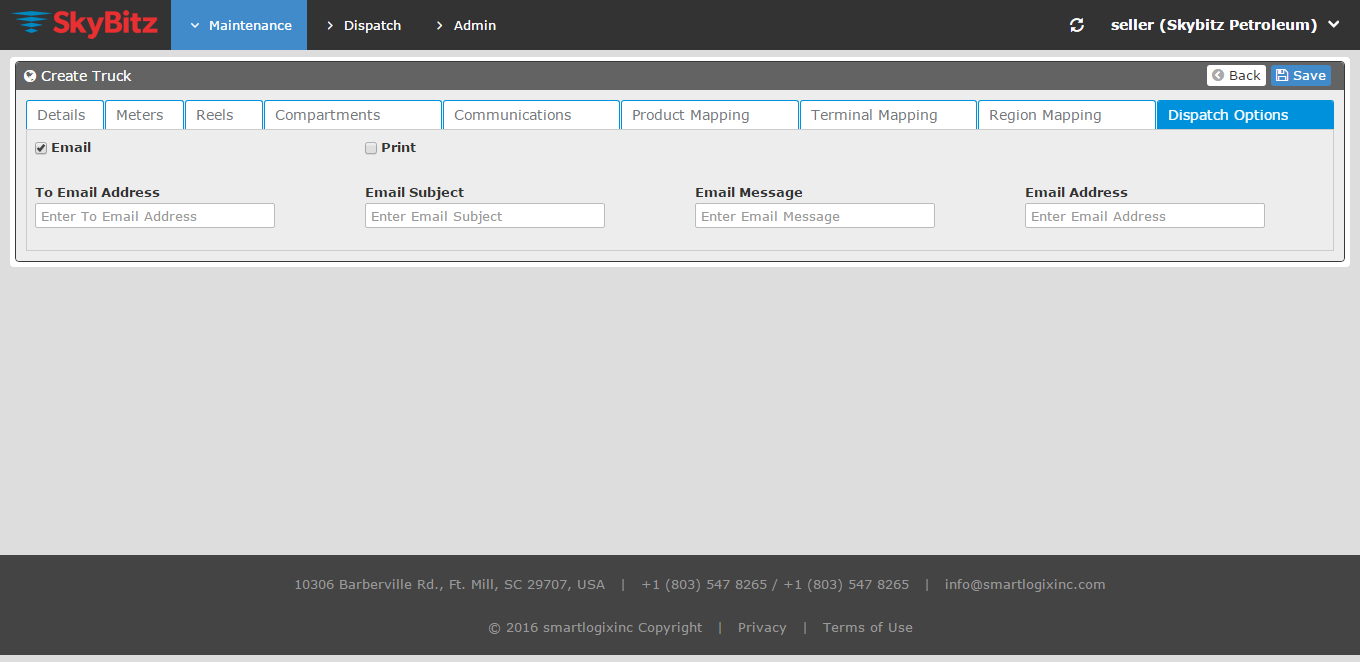 SkyBitz Maintenance Dispatch Admin seller (Skybitz Petroleum)
Create Truck Back Save
Details Meters Reels Compartments Communications Product Mapping Terminal Mapping Region Mapping Dispatch Options
Email Print
To Email Address Email Subject Email Message Email Address
Enter To Email Address Enter Email Subject Enter Email Message Enter Email Address
10306 Barberville Rd., Ft. Mill, SC 29707, USA | +1 (803) 547 8265 / +1 (803) 547 8265 | info@smartlogixinc.com
© 2016 smartlogixinc Copyright | Privacy | Terms of Use